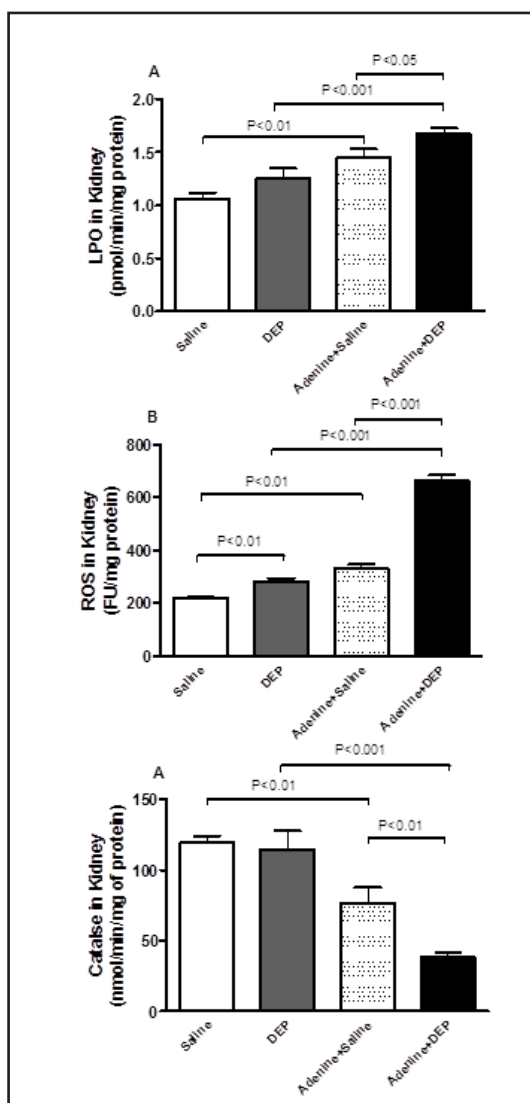 A
P<0.05
P<0.001
P<0.01
LPO in Kidney
(pmol/min/mg protein)
2.0
1.5
1.0
0.5
0.0
Saline
DEP
Adenine+Saline
Adenine+DEP
B
P<0.001
P<0.001
P<0.01
P<0.01
ROS in Kidney
(FU/mg protein)
800
600
400
200
0
Saline
DEP
Adenine+Saline
Adenine+DEP
A
P<0.001
P<0.01
P<0.01
Catalse in Kidney
(nmol/min/mg of protein)
150
100
50
0
Saline
DEP
Adenine+Saline
Adenine+DEP